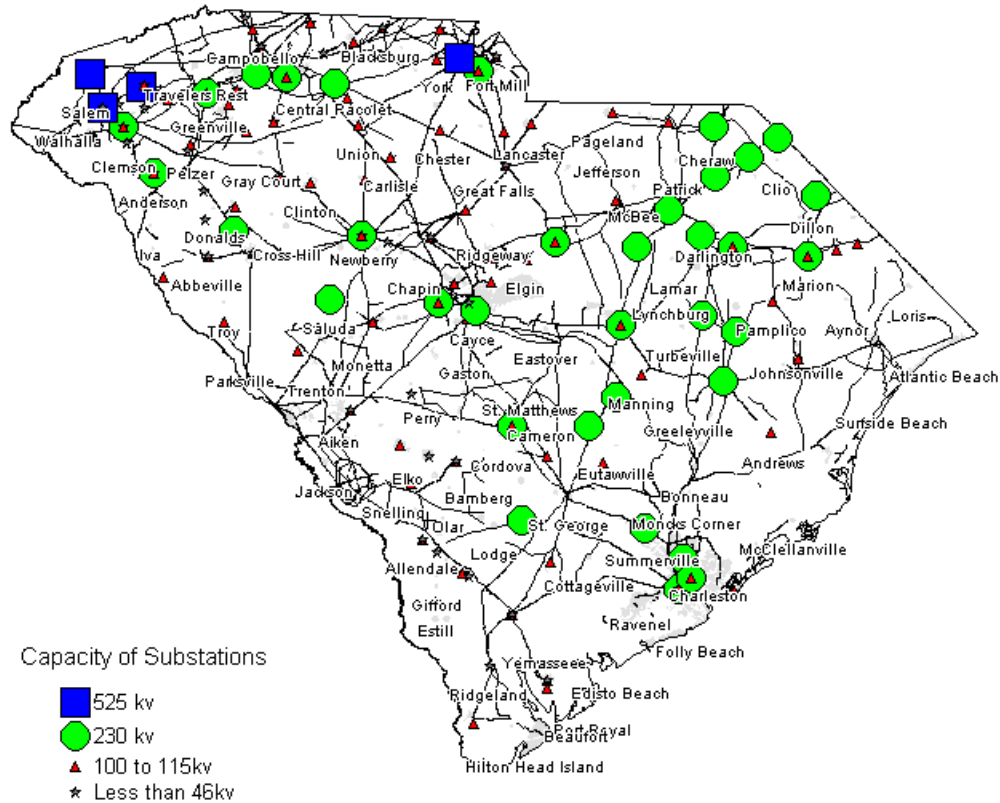 Gampobello
Blacksburg
York
Fort Mill
Travelers Rest
Salem
Central Pacolet
Greenville
Walhalla
Pageland
Lancaster
Union
Chester
Cheraw
Clemson
Pelzer
Gray Court
Carlisle
Jefferson
Great Falls
Patrick
Clio
Anderson
Clinton
McBee
Dillon
Donalds
Iva
Cross-Hill
Newberry
Ridgeway
Darlington
Abbeville
Chapin
Elgin
Lamar
Marion
Lynchburg
Loris
Troy
Saluda
Cayce
Pamplico
Aynor
Eastover
Turbeville
Monetta
Gaston
Johnsonville
Atlantic Beach
Parksville
Trenton
Perry
St. Matthews
Manning
Cameron
Surfside Beach
Greeleyville
Aiken
Cordova
Eutawville
Andrews
Elko
Jackson
Bamberg
Bonneau
Snelling
Olar
St. George
Moncks Corner
McClellanville
Lodge
Summerville
Allendale
Cottageville
Charleston
Gifford
Estill
Ravenel
Folly Beach
Yemassee
Ridgeland
Edisto Beach
Port Royal
Beaufort
Hilton Head Island
Capacity of Substations
525 kv
230 kv
100 to 115kv
Less than 46kv